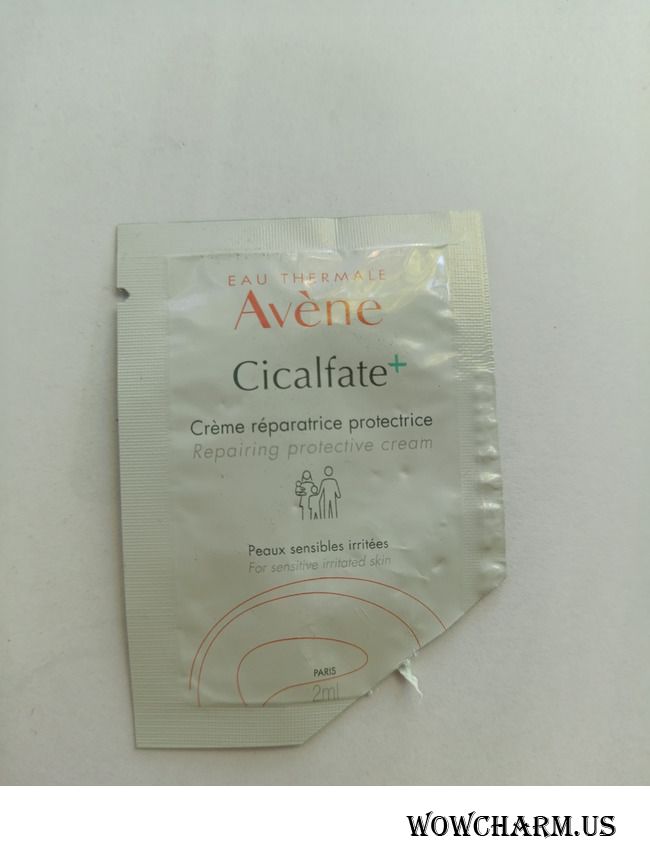 EAU THERMALE
Avène
Cicalfate+
Crème réparatrice protectrice
Repairing protective cream
Peaux sensibles irritées
For sensitive irritated skin
PARIS
2ml
WOWCHARM.US